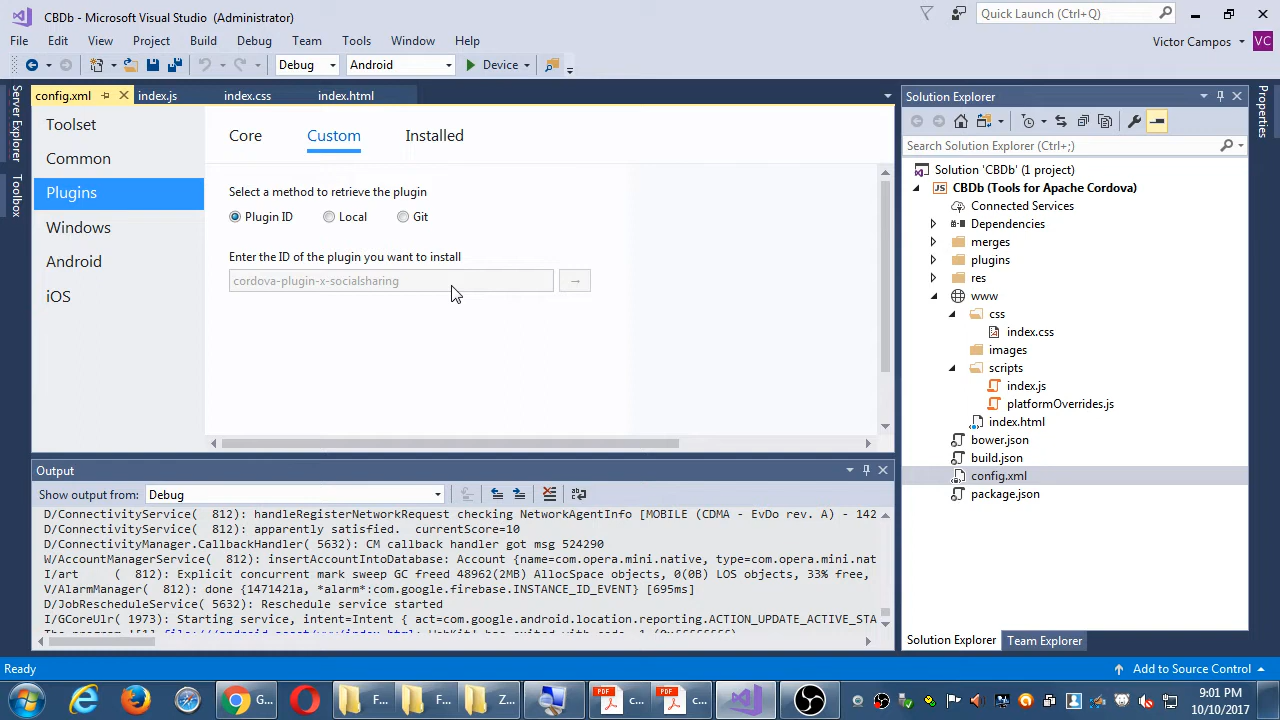 CBDb - Microsoft Visual Studio (Administrator)
Quick Launch (Ctrl+Q)
File Edit View Project Build Debug Team Tools Window Help
Victor Campos VC
Debug Android Device
Server Explorer
Toolbox
config.xml index.js index.css index.html
Toolset
Common
Plugins
Windows
Android
iOS
Core Custom Installed
Select a method to retrieve the plugin
Plugin ID Local Git
Enter the ID of the plugin you want to install
cordova-plugin-x-socialsharing →
Solution Explorer
Search Solution Explorer (Ctrl+;)
Solution 'CBDb' (1 project)
JS CBDb (Tools for Apache Cordova)
Connected Services
Dependencies
merges
plugins
res
www
css
index.css
images
scripts
index.js
platformOverrides.js
index.html
bower.json
build.json
config.xml
package.json
Solution Explorer Team Explorer
Properties
Output
Show output from: Debug
D/ConnectivityService( 812): handleRegisterNetworkRequest checking NetworkAgentInfo [MOBILE (CDMA - EvDo rev. A) - 142
D/ConnectivityService( 812): apparently satisfied. currentScore=10
D/ConnectivityManager.CallbackHandler( 5632): CM callback handler got msg 524290
W/AccountManagerService( 812): insertAccountIntoDatabase: Account {name=com.opera.mini.native, type=com.opera.mini.nat
I/art ( 812): Explicit concurrent mark sweep GC freed 48962(2MB) AllocSpace objects, 0(0B) LOS objects, 33% free,
V/AlarmManager( 812): done {1471421a, *alarm*:com.google.firebase.INSTANCE_ID_EVENT} [695ms]
D/JobRescheduleService( 5632): Reschedule service started
I/GCoreUlr( 1973): Starting service, intent=Intent { act=com.google.android.location.reporting.ACTION_UPDATE_ACTIVE_STA
Ready
Add to Source Control
G...
F...
F...
Z...
PDF c...
PDF c...
9:01 PM
10/10/2017